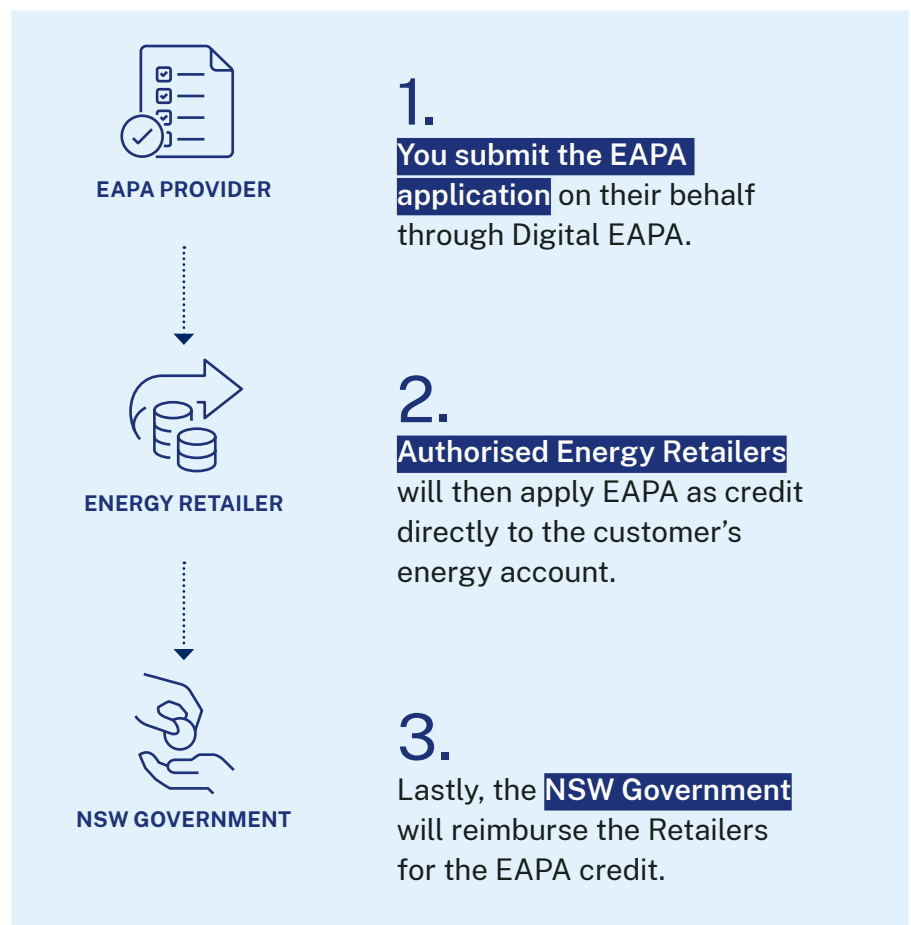 EAPA PROVIDER
1.
You submit the EAPA
application on their behalf
through Digital EAPA.
ENERGY RETAILER
2.
Authorised Energy Retailers
will then apply EAPA as credit
directly to the customer’s
energy account.
NSW GOVERNMENT
3.
Lastly, the NSW Government
will reimburse the Retailers
for the EAPA credit.